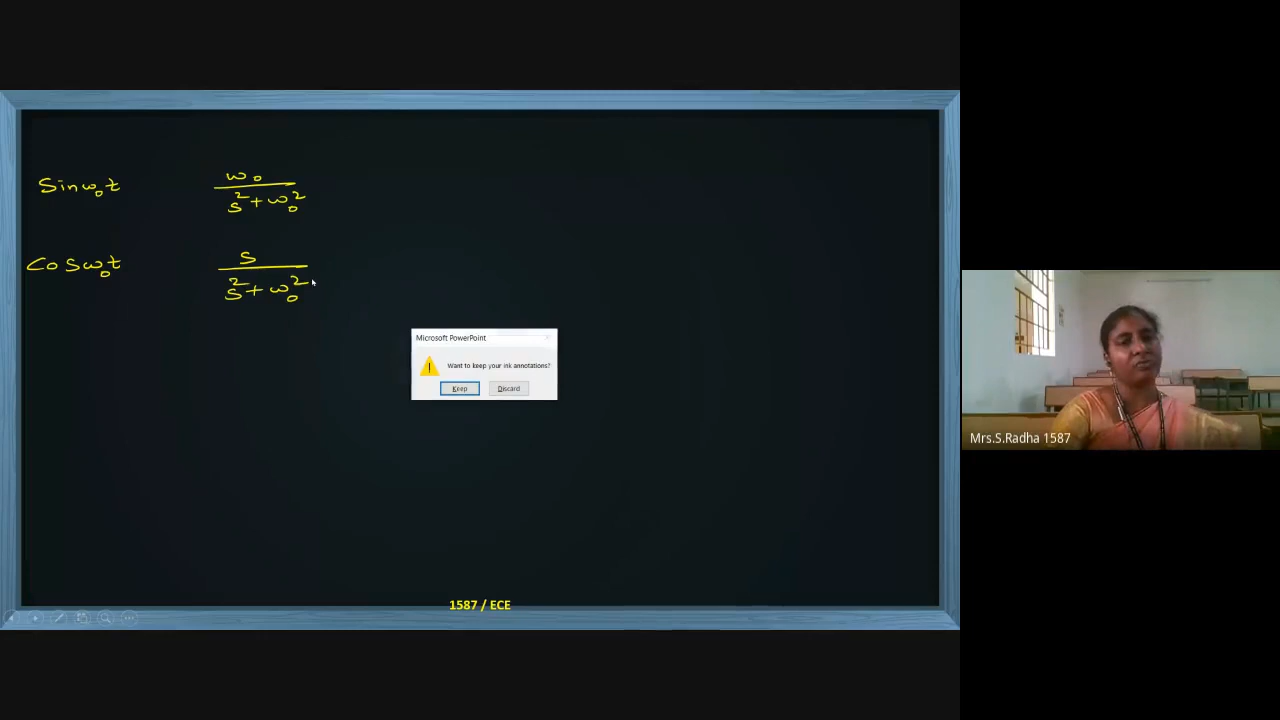 Sinω₀t ω₀/(s²+ω₀²)
Cosω₀t s/(s²+ω₀²)
Microsoft PowerPoint
Want to keep your ink annotations?
Keep Discard
Mrs.S.Radha 1587
1587 / ECE